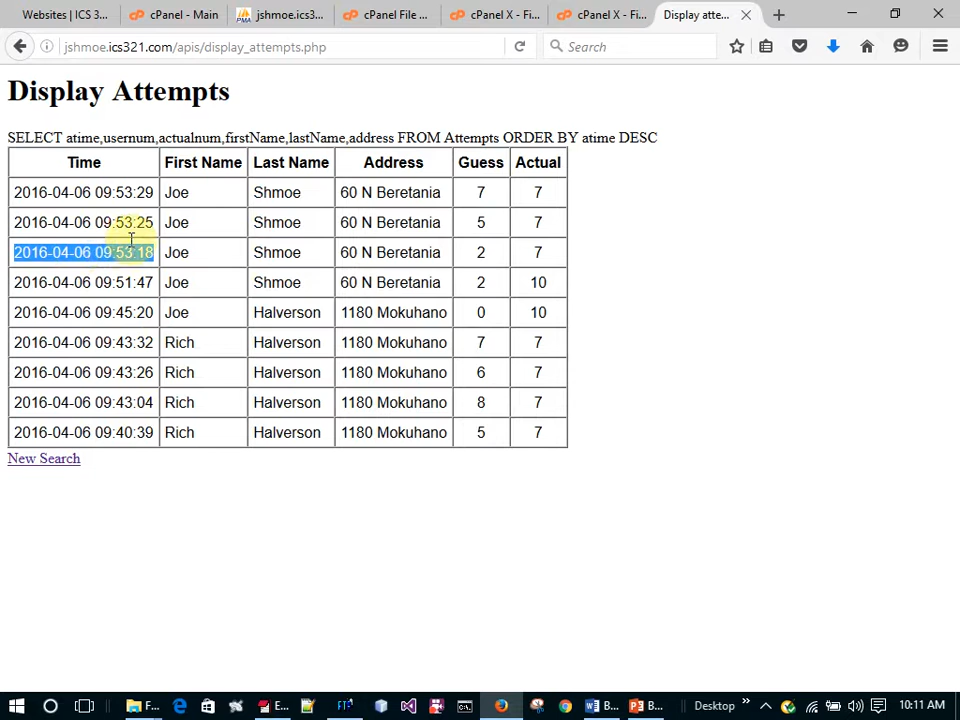 Websites | ICS 3... cPanel - Main jshmoe.ics3... cPanel File ... cPanel X - Fi... cPanel X - Fi... Display atte...
jshmoe.ics321.com/apis/display_attempts.php Search
Display Attempts
SELECT atime,usernum,actualnum,firstName,lastName,address FROM Attempts ORDER BY atime DESC
Time First Name Last Name Address Guess Actual
2016-04-06 09:53:29 Joe Shmoe 60 N Beretania 7 7
2016-04-06 09:53:25 Joe Shmoe 60 N Beretania 5 7
2016-04-06 09:53:18 Joe Shmoe 60 N Beretania 2 7
2016-04-06 09:51:47 Joe Shmoe 60 N Beretania 2 10
2016-04-06 09:45:20 Joe Halverson 1180 Mokuhano 0 10
2016-04-06 09:43:32 Rich Halverson 1180 Mokuhano 7 7
2016-04-06 09:43:26 Rich Halverson 1180 Mokuhano 6 7
2016-04-06 09:43:04 Rich Halverson 1180 Mokuhano 8 7
2016-04-06 09:40:39 Rich Halverson 1180 Mokuhano 5 7
New Search
F... E... B... B... Desktop 10:11 AM